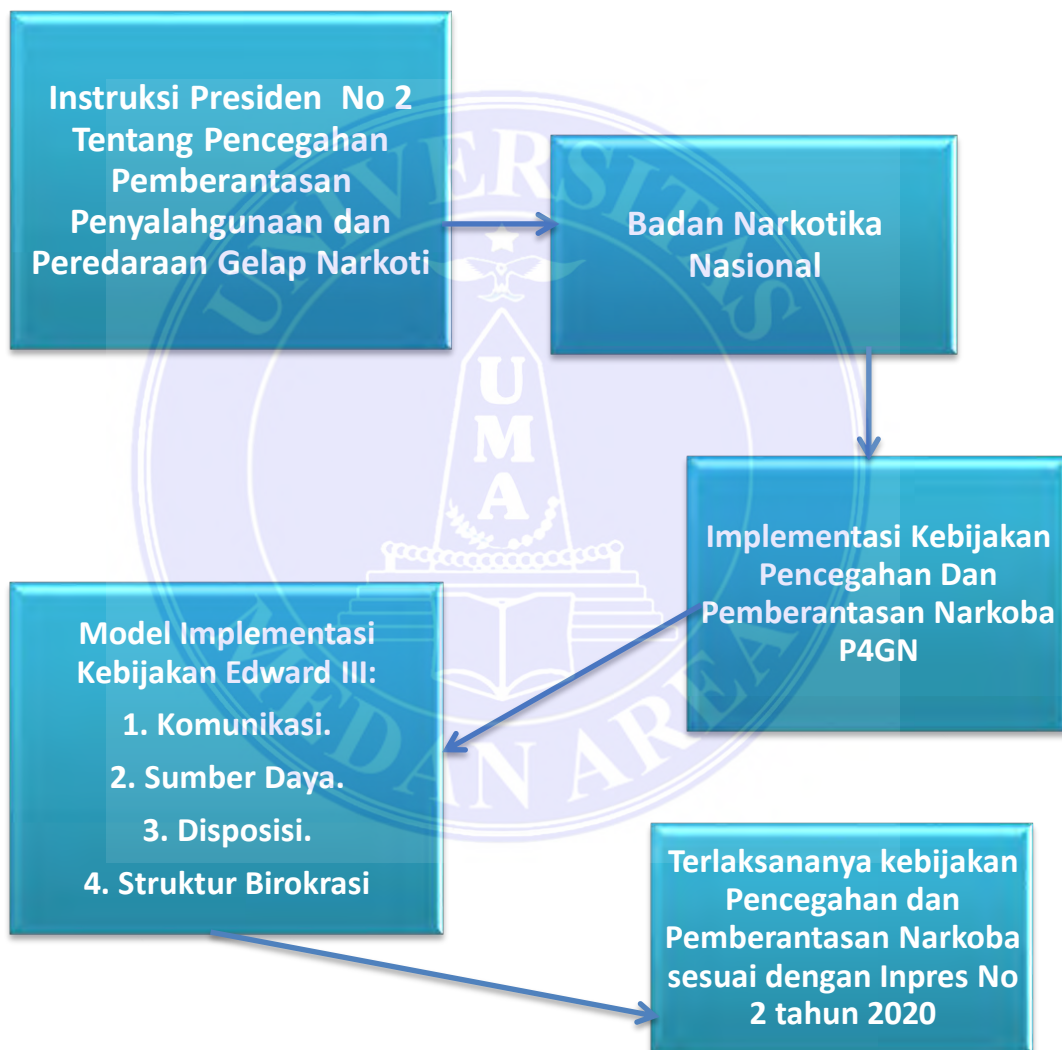 Instruksi Presiden No 2
Tentang Pencegahan
Pemberantasan
Penyalahgunaan dan
Peredaraan Gelap Narkoti
Badan Narkotika
Nasional
Implementasi Kebijakan
Pencegahan Dan
Pemberantasan Narkoba
P4GN
Model Implementasi
Kebijakan Edward III:
1. Komunikasi.
2. Sumber Daya.
3. Disposisi.
4. Struktur Birokrasi
Terlaksananya kebijakan
Pencegahan dan
Pemberantasan Narkoba
sesuai dengan Inpres No
2 tahun 2020
UNIVERSITAS
UMA
MEDAN AREA